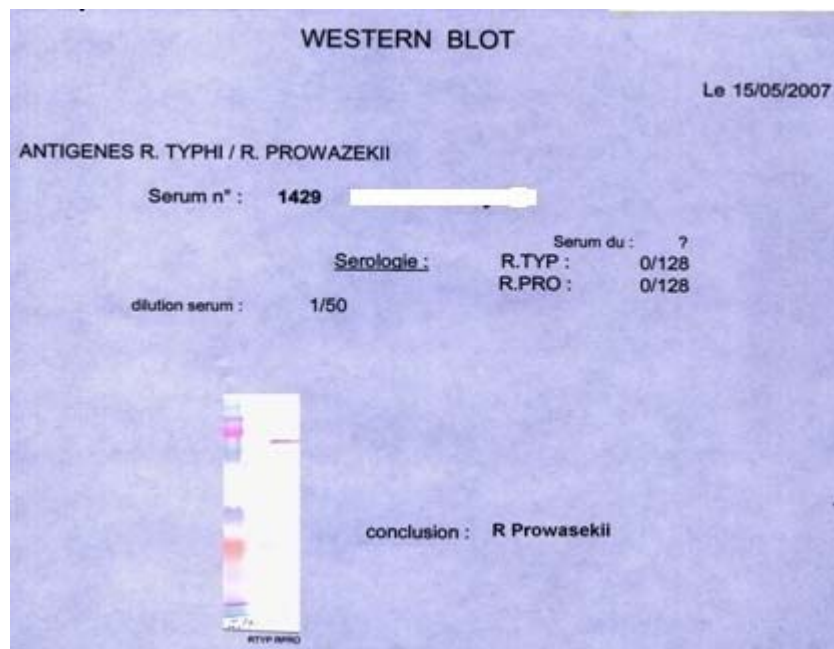 WESTERN BLOT
Le 15/05/2007
ANTIGENES R. TYPHI / R. PROWAZEKII
Serum n° : 1429
Serum du : ?
Serologie : R.TYP : 0/128
R.PRO : 0/128
dilution serum : 1/50
conclusion : R Prowasekii
RTYP RPRO